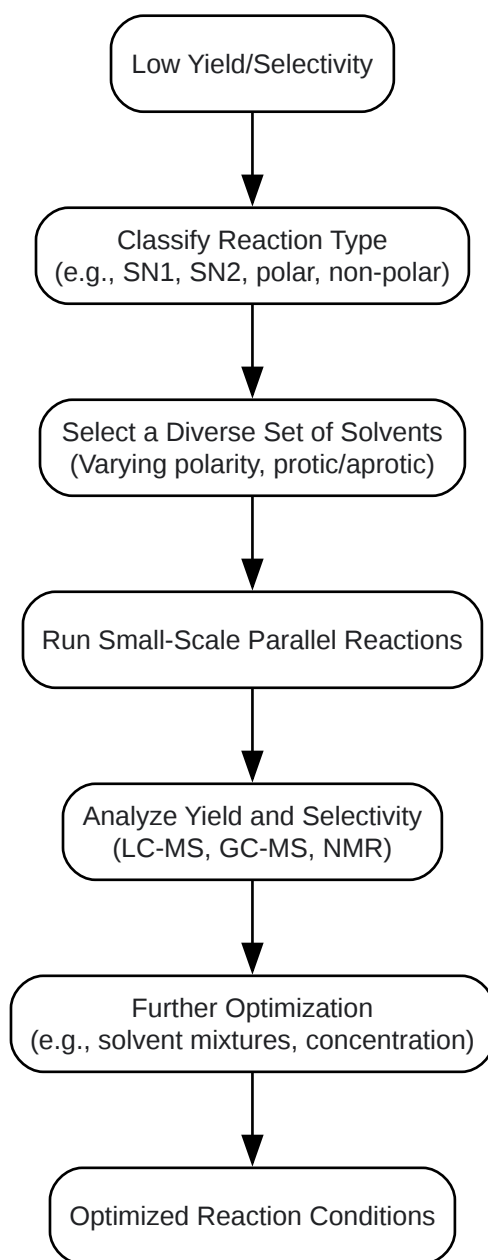 Low Yield/Selectivity
Classify Reaction Type
(e.g., SN1, SN2, polar, non-polar)
Select a Diverse Set of Solvents
(Varying polarity, protic/aprotic)
Run Small-Scale Parallel Reactions
Analyze Yield and Selectivity
(LC-MS, GC-MS, NMR)
Further Optimization
(e.g., solvent mixtures, concentration)
Optimized Reaction Conditions